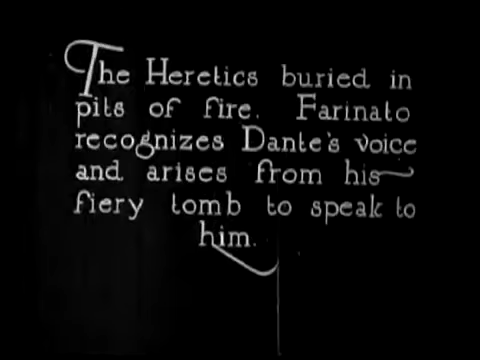 The Heretics buried in
pits of fire. Farinato
recognizes Dante's voice
and arises from his
fiery tomb to speak to
him.